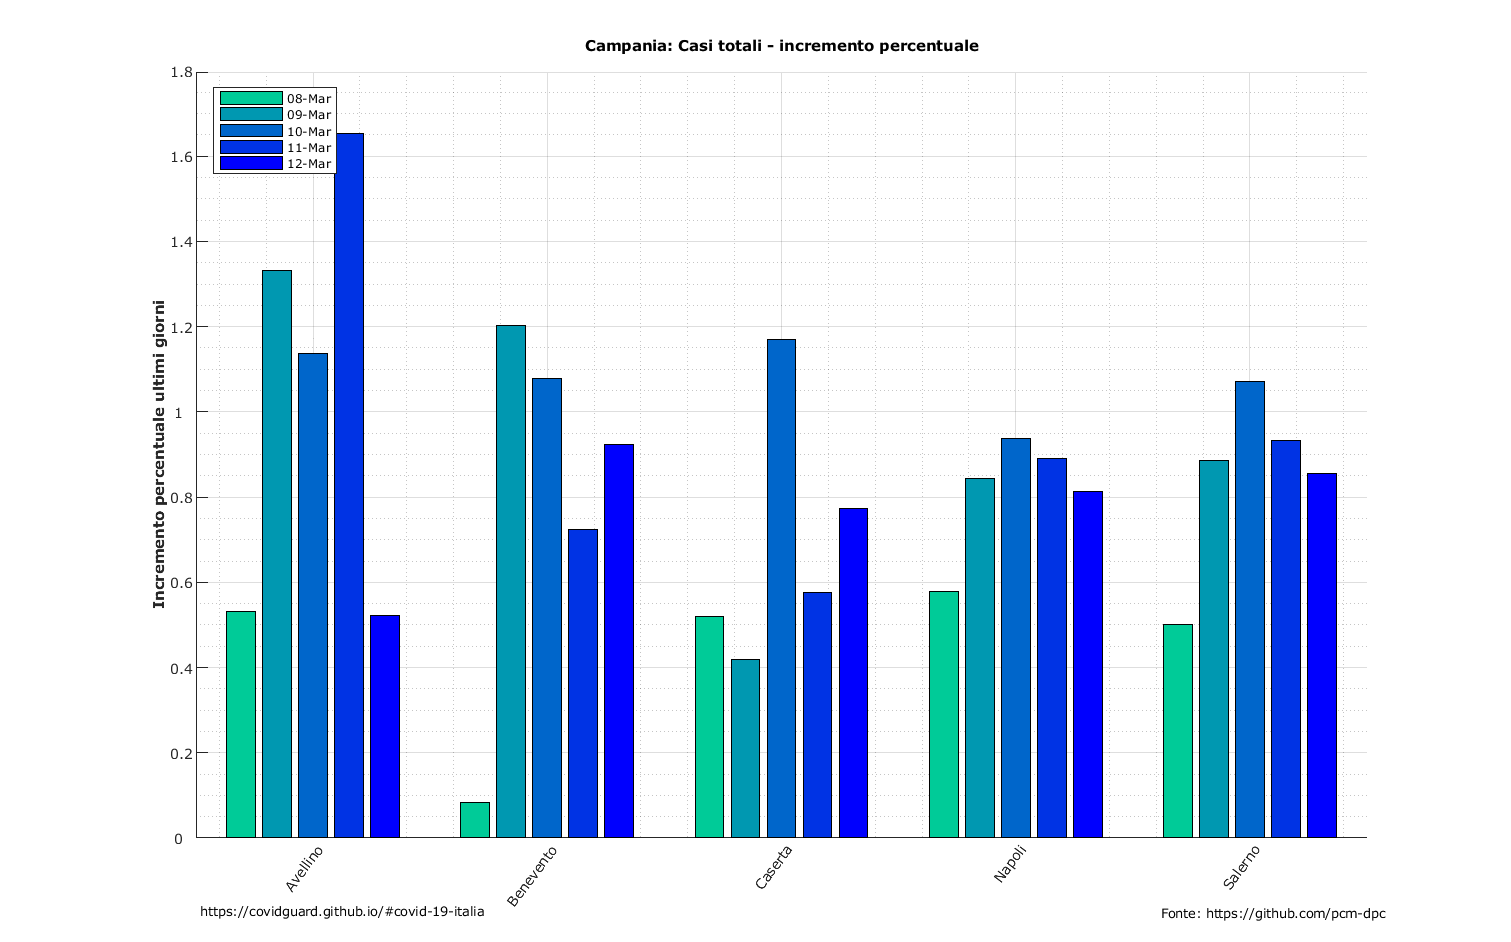 Campania: Casi totali - incremento percentuale
1.8
1.6
1.4
1.2
1
0.8
0.6
0.4
0.2
0
Incremento percentuale ultimi giorni
08-Mar
09-Mar
10-Mar
11-Mar
12-Mar
Avellino
Benevento
Caserta
Napoli
Salerno
https://covidguard.github.io/#covid-19-italia
Fonte: https://github.com/pcm-dpc